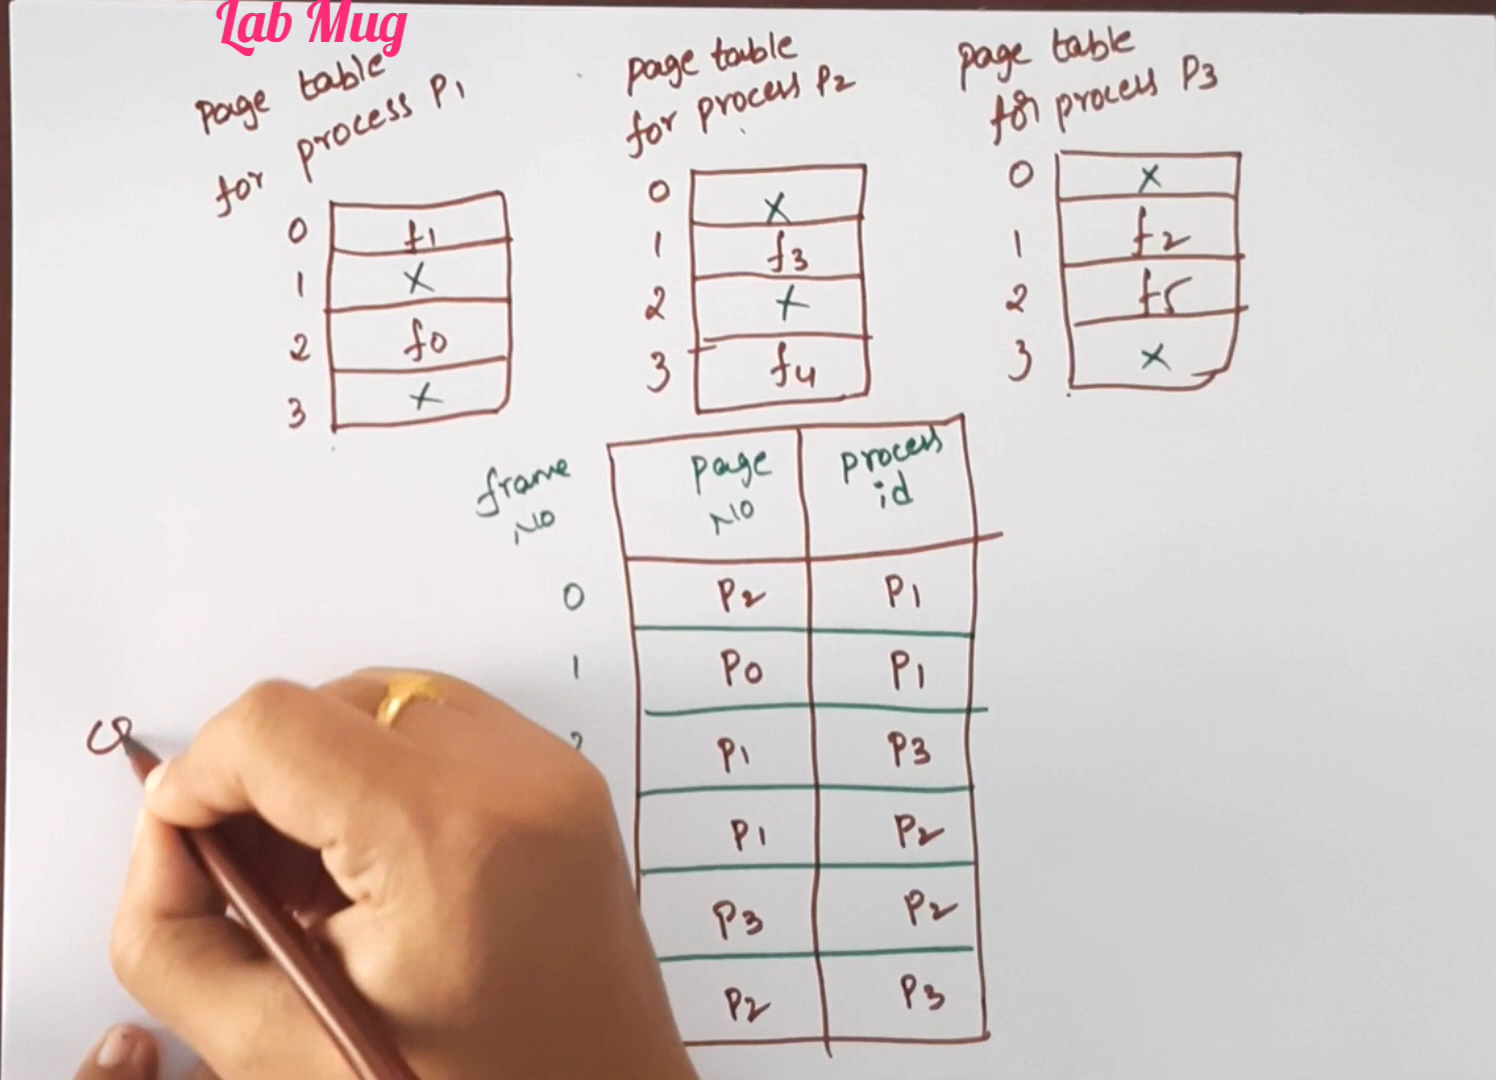 Lab Mug
page table
for process P1
0 f1
1 X
2 f0
3 X
page table
for process P2
0 X
1 f3
2 X
3 f4
page table
for process P3
0 X
1 f2
2 f5
3 X
frame No page No process id
0 P2 P1
1 P0 P1
2 P1 P3
P1 P2
P3 P2
P2 P3